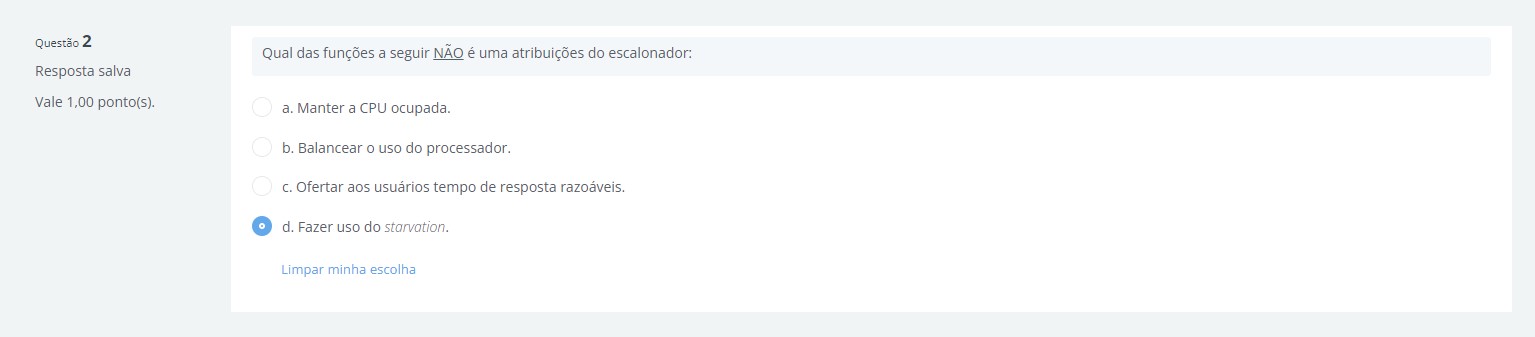 Questão 2
Resposta salva
Vale 1,00 ponto(s).
Qual das funções a seguir NÃO é uma atribuições do escalonador:
a. Manter a CPU ocupada.
b. Balancear o uso do processador.
c. Ofertar aos usuários tempo de resposta razoáveis.
d. Fazer uso do starvation.
Limpar minha escolha